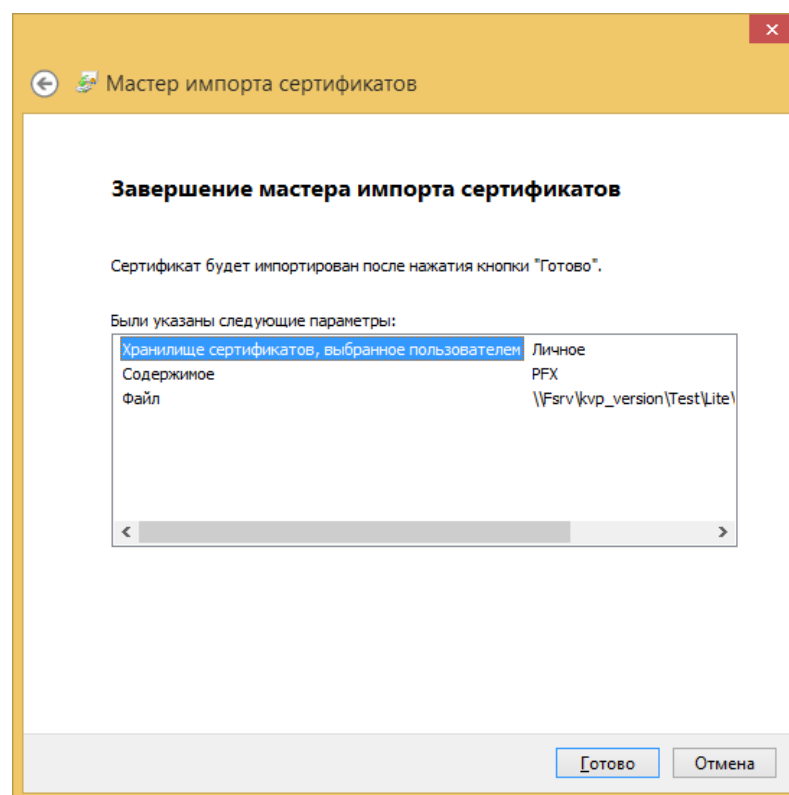 Мастер импорта сертификатов
Завершение мастера импорта сертификатов
Сертификат будет импортирован после нажатия кнопки "Готово".
Были указаны следующие параметры:
Хранилище сертификатов, выбранное пользователем Личное
Содержимое PFX
Файл \\Fsrv\kvp_version\Test\Lite\
Готово Отмена